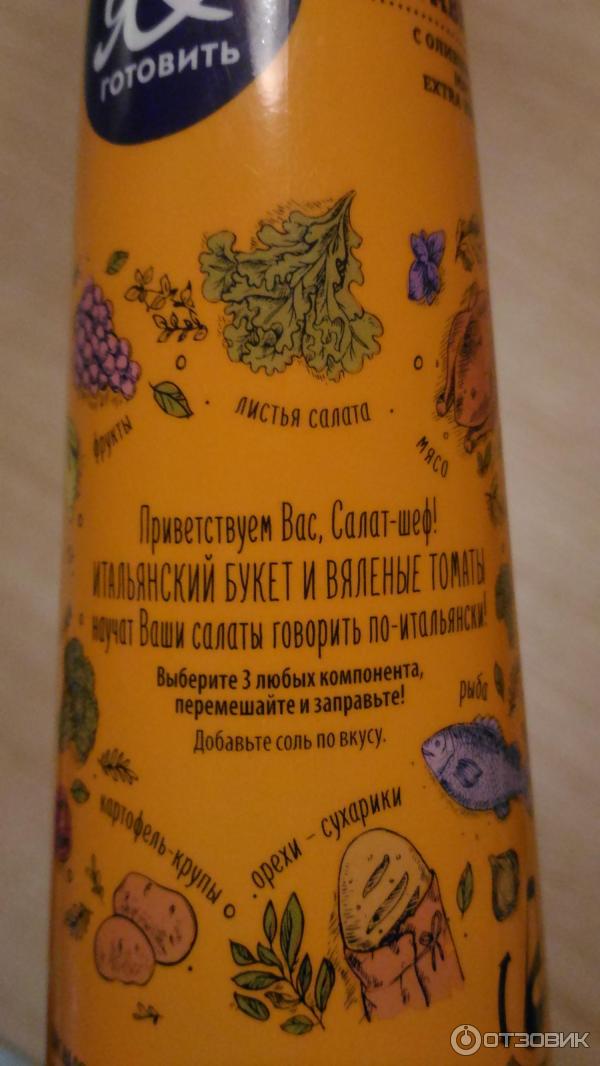 Я
ГОТОВИТЬ
EXTRA
фрукты
листья салата
мясо
Приветствуем Вас, Салат-шеф!
ИТАЛЬЯНСКИЙ БУКЕТ И ВЯЛЕНЫЕ ТОМАТЫ
научат Ваши салаты говорить по-итальянски!
Выберите 3 любых компонента,
перемешайте и заправьте!
Добавьте соль по вкусу.
рыба
картофель-крупы
орехи - сухарики
ОТЗОВИК